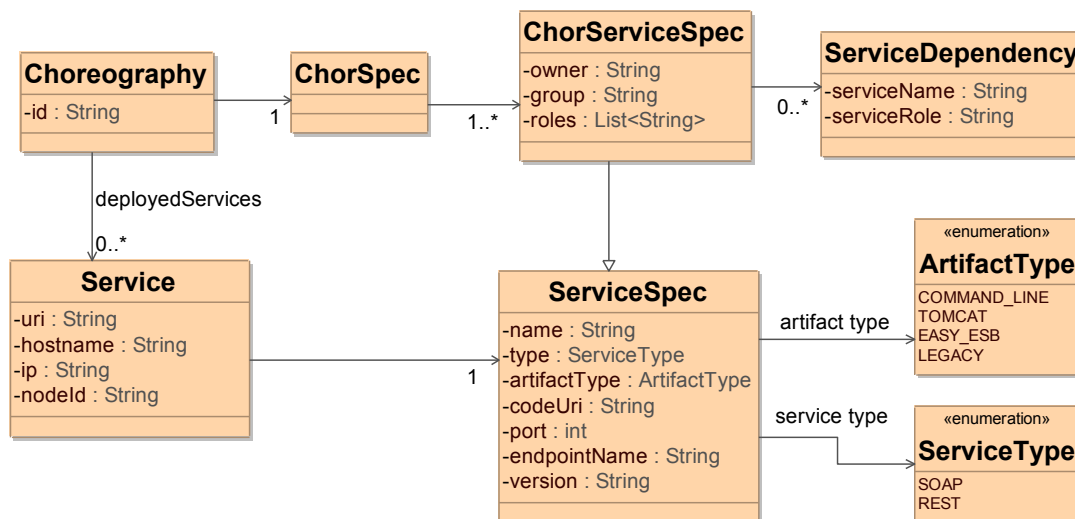 Choreography
-id : String
1
ChorSpec
1..*
ChorServiceSpec
-owner : String
-group : String
-roles : List<String>
0..*
ServiceDependency
-serviceName : String
-serviceRole : String
deployedServices
0..*
Service
-uri : String
-hostname : String
-ip : String
-nodeId : String
1
ServiceSpec
-name : String
-type : ServiceType
-artifactType : ArtifactType
-codeUri : String
-port : int
-endpointName : String
-version : String
artifact type
«enumeration»
ArtifactType
COMMAND_LINE
TOMCAT
EASY_ESB
LEGACY
service type
«enumeration»
ServiceType
SOAP
REST